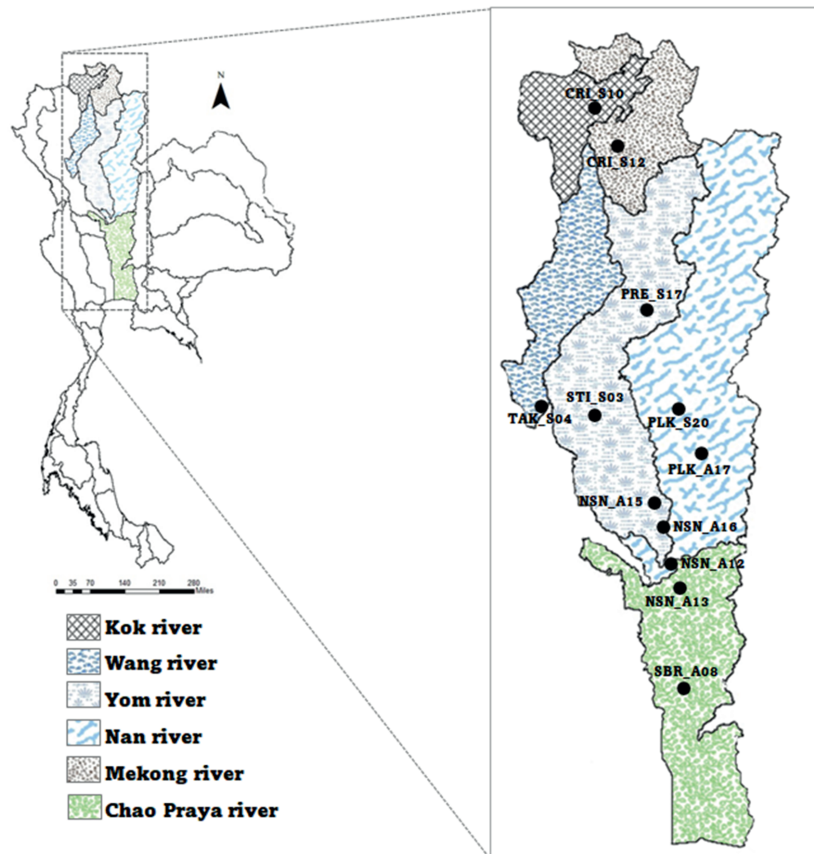 N
0 35 70 140 210 280
Miles
Kok river
Wang river
Yom river
Nan river
Mekong river
Chao Praya river
CRI_S10
CRI_S12
PRE_S17
STI_S03
TAK_S04
PLK_S20
PLK_A17
NSN_A15
NSN_A16
NSN_A12
NSN_A13
SBR_A08